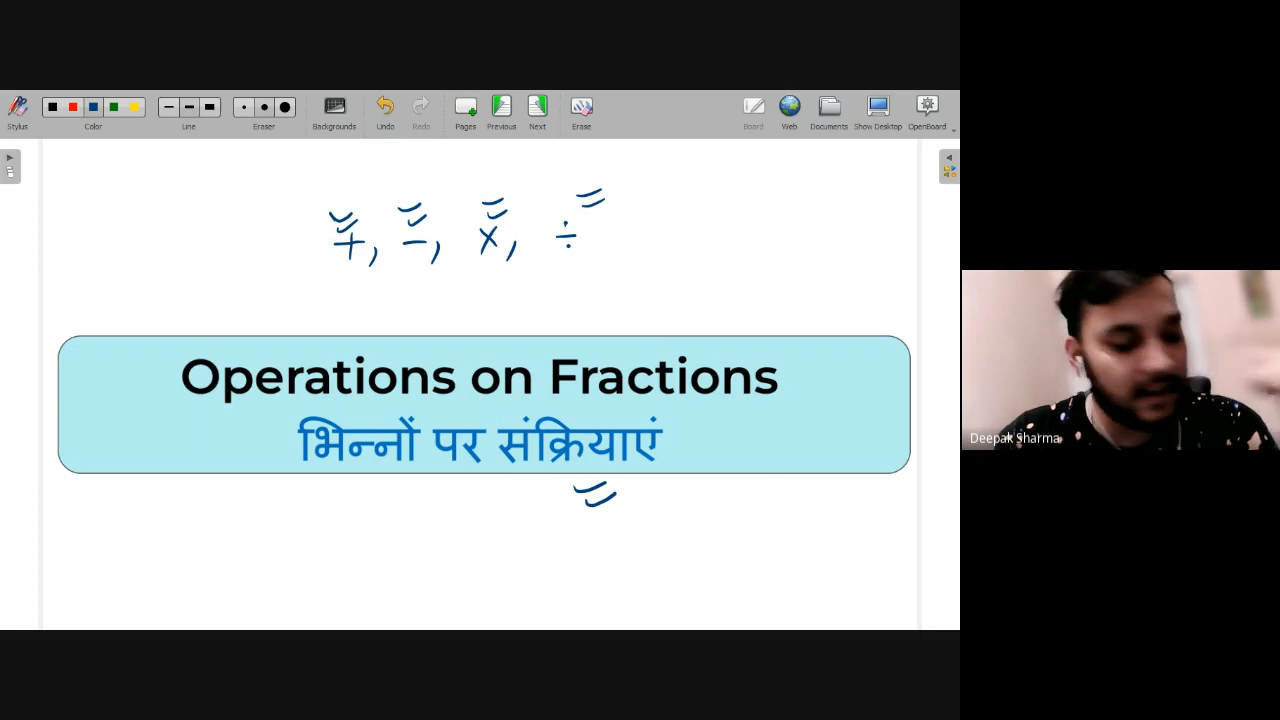 Stylus Color Line Eraser Backgrounds Undo Redo Pages Previous Next Erase Board Web Documents Show Desktop OpenBoard
+, −, ×, ÷
Operations on Fractions
भिन्नों पर संक्रियाएं
Deepak Sharma